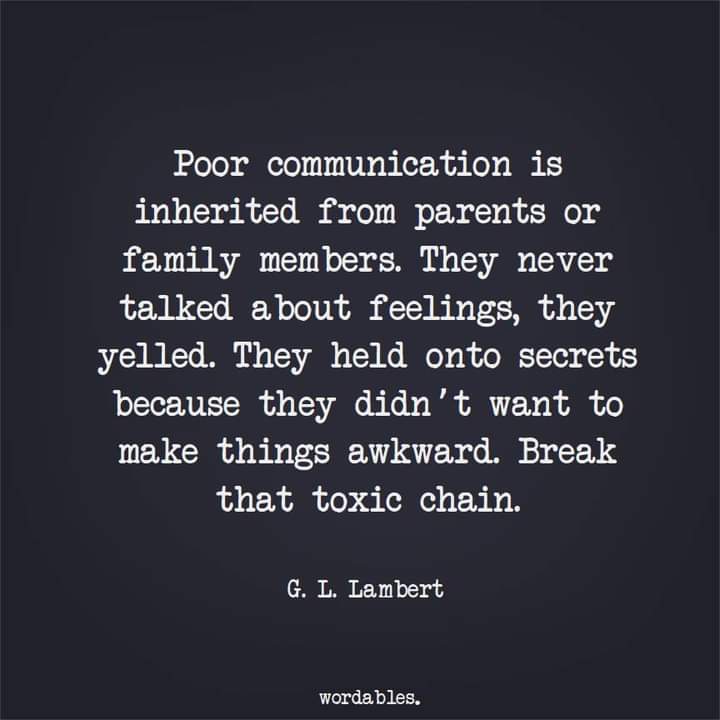 Poor communication is
inherited from parents or
family members. They never
talked about feelings, they
yelled. They held onto secrets
because they didn't want to
make things awkward. Break
that toxic chain.
G. L. Lambert
wordables.